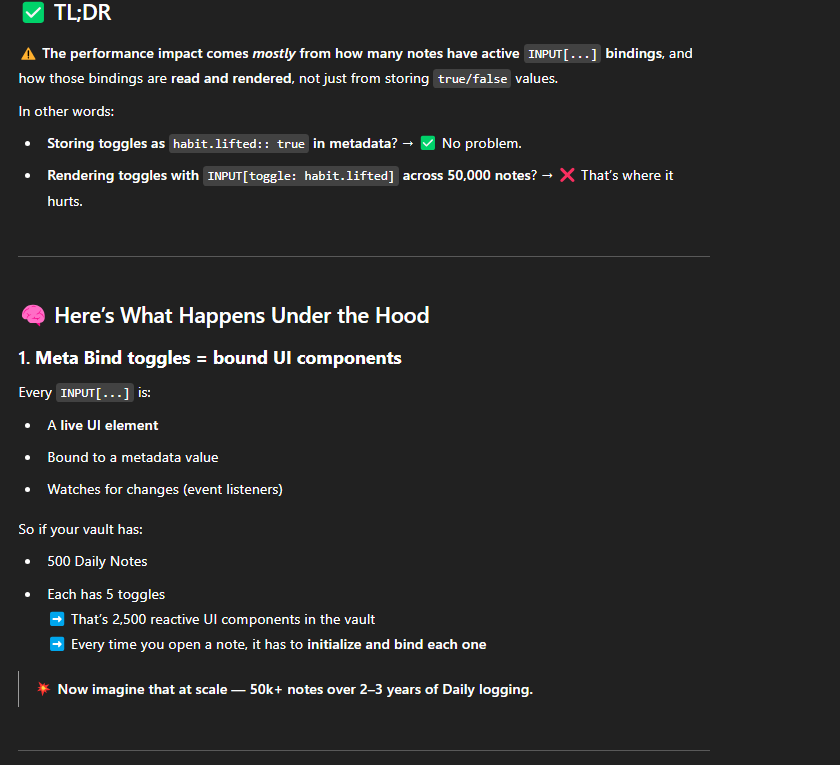 ✅ TL;DR
⚠️ The performance impact comes mostly from how many notes have active INPUT[...] bindings, and
how those bindings are read and rendered, not just from storing true/false values.
In other words:
• Storing toggles as habit.lifted:: true in metadata? → ✅ No problem.
• Rendering toggles with INPUT[toggle: habit.lifted] across 50,000 notes? → ❌ That's where it
hurts.
🧠 Here's What Happens Under the Hood
1. Meta Bind toggles = bound UI components
Every INPUT[...] is:
• A live UI element
• Bound to a metadata value
• Watches for changes (event listeners)
So if your vault has:
• 500 Daily Notes
• Each has 5 toggles
➡️ That's 2,500 reactive UI components in the vault
➡️ Every time you open a note, it has to initialize and bind each one
💥 Now imagine that at scale — 50k+ notes over 2–3 years of Daily logging.